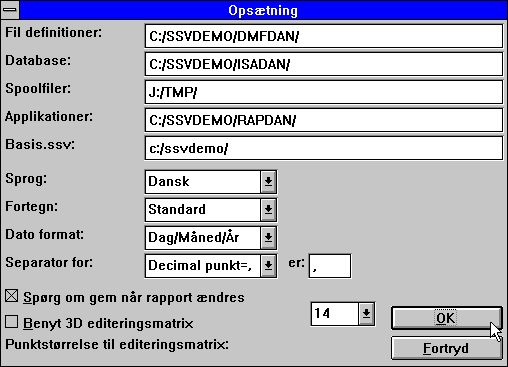 Opsætning
Fil definitioner: C:/SSVDEMO/DMFDAN/
Database: C:/SSVDEMO/ISADAN/
Spoolfiler: J:/TMP/
Applikationer: C:/SSVDEMO/RAPDAN/
Basis.ssv: c:/ssvdemo/
Sprog: Dansk
Fortegn: Standard
Dato format: Dag/Måned/År
Separator for: Decimal punkt=, er: ,
Spørg om gem når rapport ændres
14
OK
Benyt 3D editeringsmatrix
Punktstørrelse til editeringsmatrix:
Fortryd